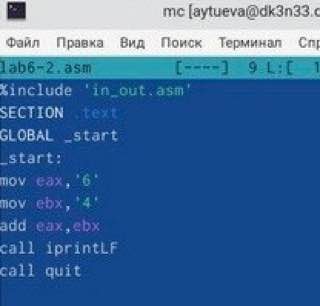 mc [aytueva@dk3n33.
Файл Правка Вид Поиск Терминал Спр
lab6-2.asm [----] 9 L:[ 1
%include 'in_out.asm'
SECTION .text
GLOBAL _start
_start:
mov eax,'6'
mov ebx,'4'
add eax,ebx
call iprintLF
call quit